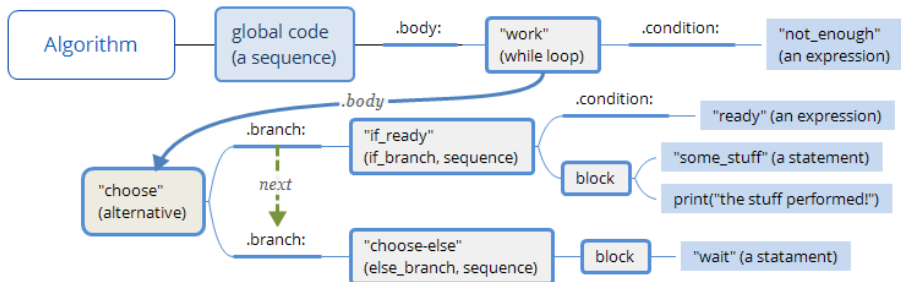 Algorithm
global code
(a sequence)
.body:
"work"
(while loop)
.condition:
"not_enough"
(an expression)
.body
.branch:
"if_ready"
(if_branch, sequence)
.condition:
"ready" (an expression)
block
"some_stuff" (a statement)
print("the stuff performed!")
next
"choose"
(alternative)
.branch:
"choose-else"
(else_branch, sequence)
block
"wait" (a statament)